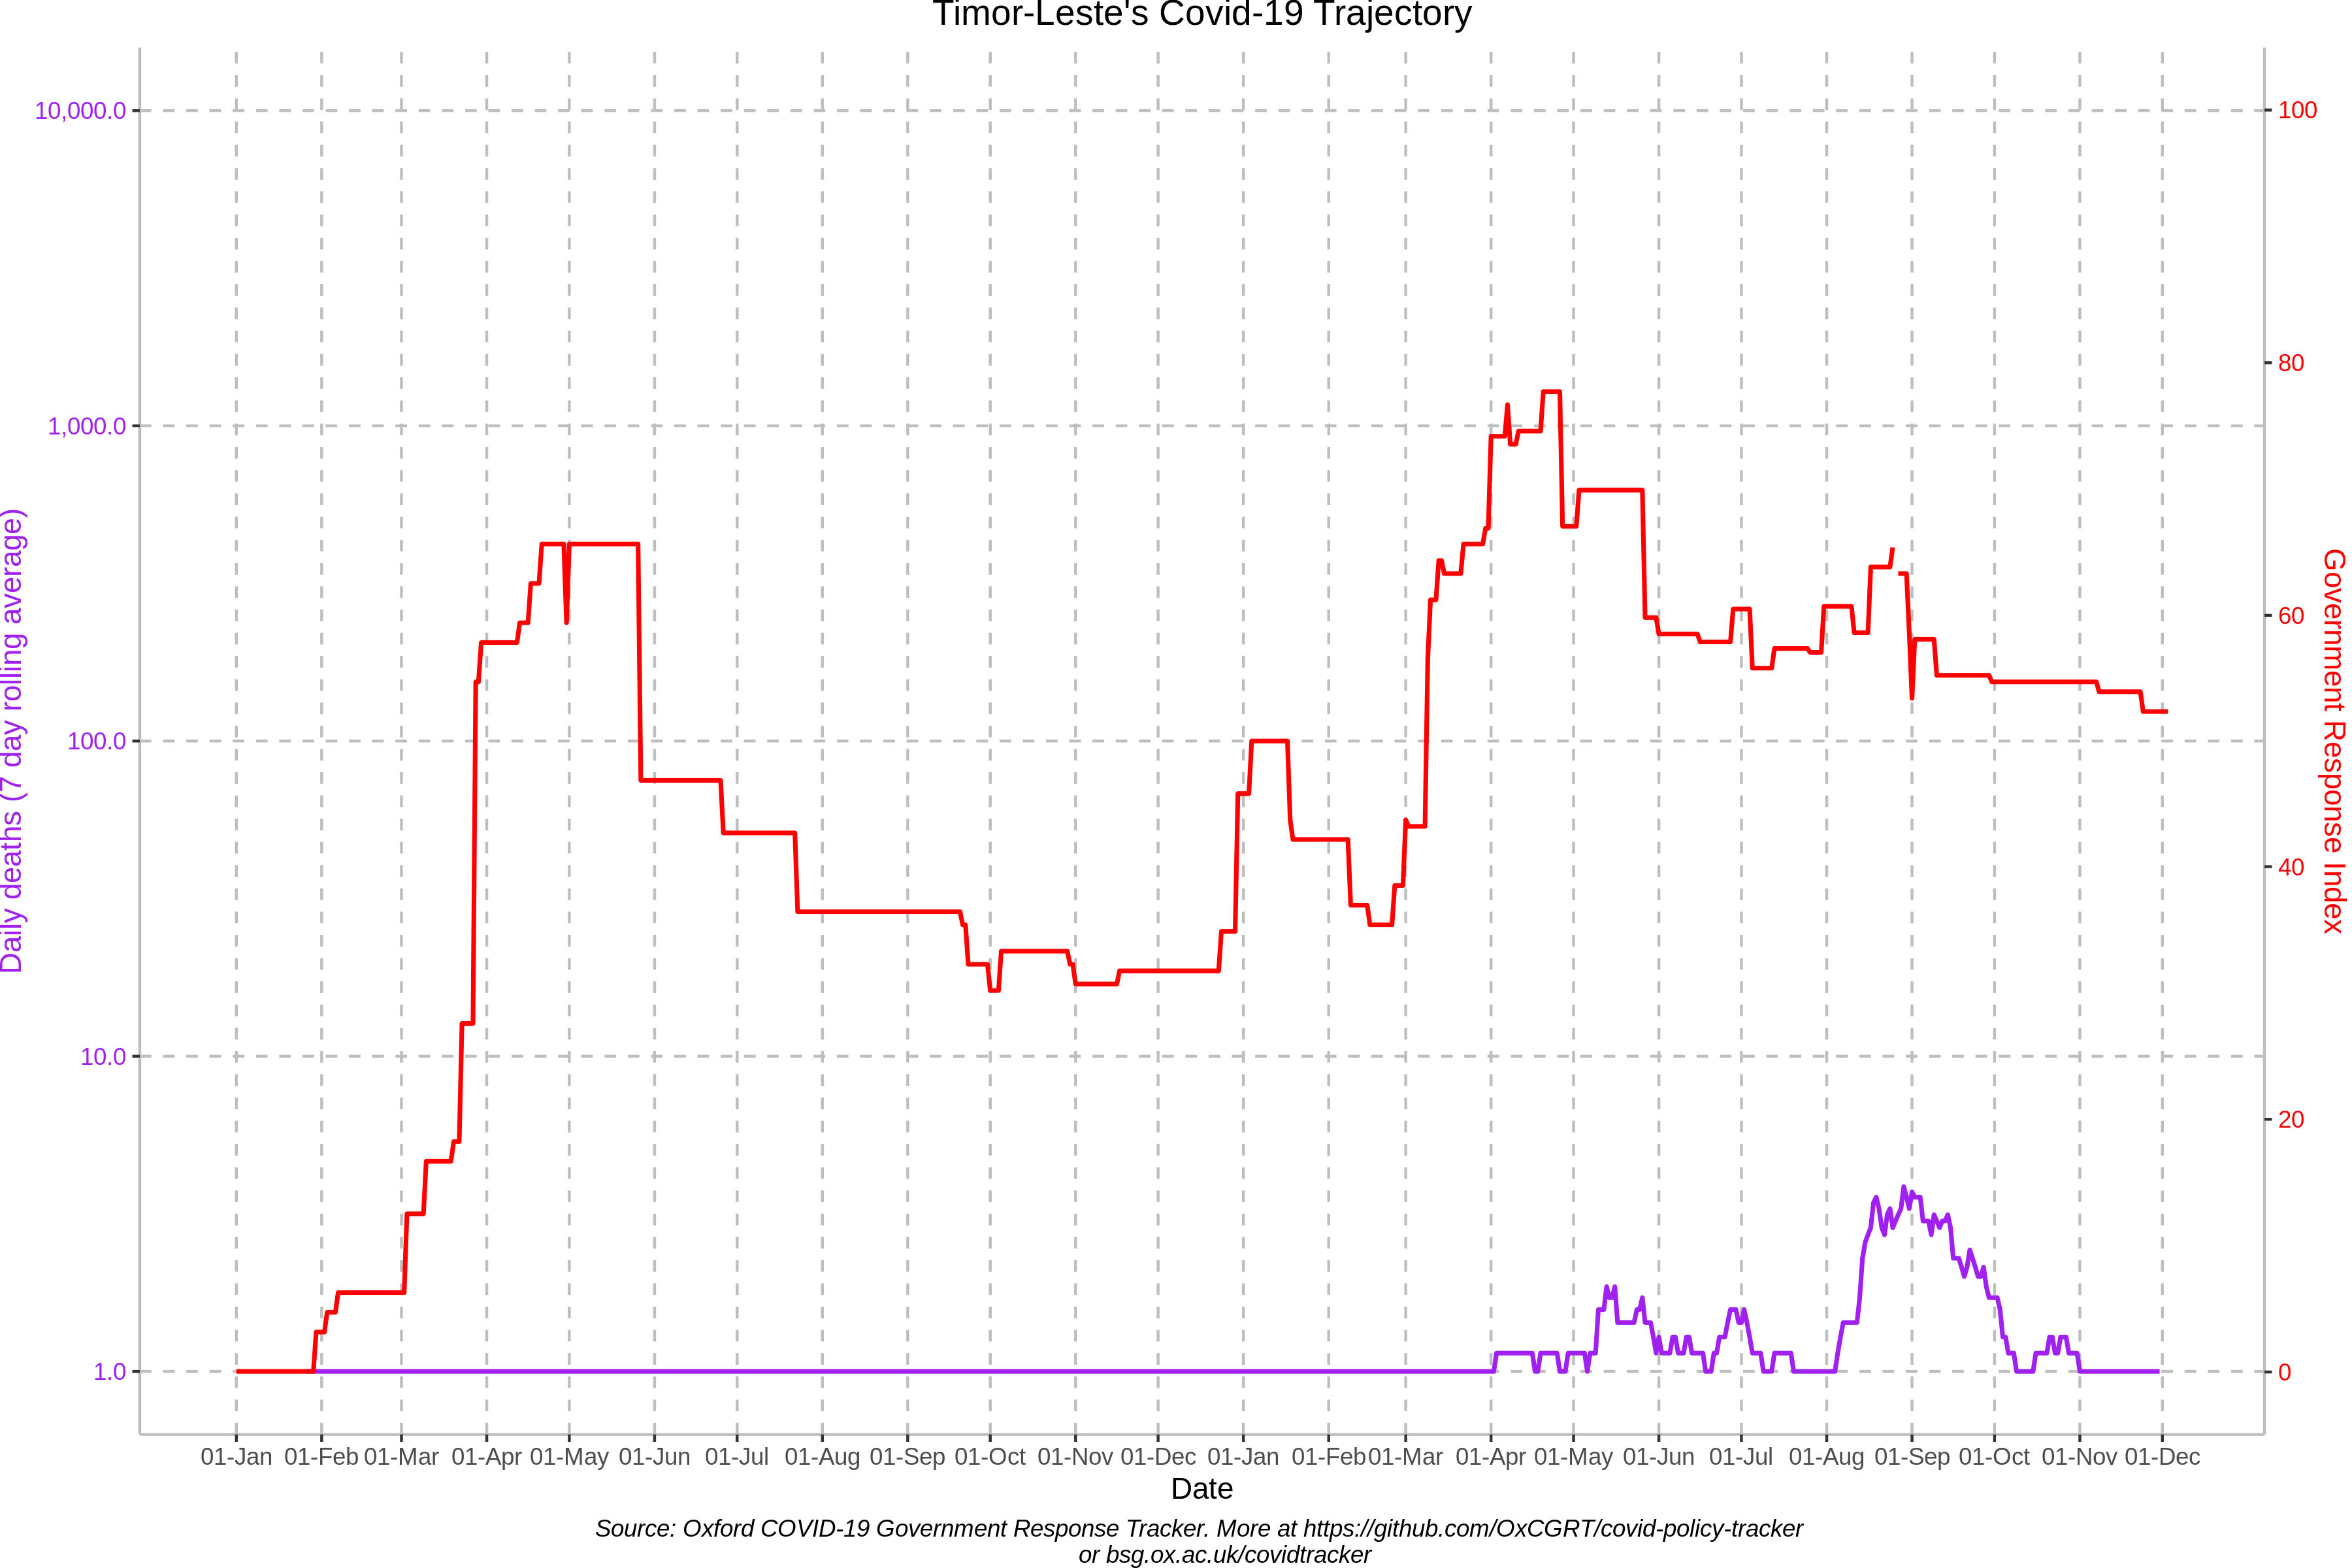 Timor-Leste's Covid-19 Trajectory
10,000.0
1,000.0
100.0
10.0
1.0
Daily deaths (7 day rolling average)
100
80
60
40
20
0
Government Response Index
01-Jan 01-Feb 01-Mar 01-Apr 01-May 01-Jun 01-Jul 01-Aug 01-Sep 01-Oct 01-Nov 01-Dec 01-Jan 01-Feb 01-Mar 01-Apr 01-May 01-Jun 01-Jul 01-Aug 01-Sep 01-Oct 01-Nov 01-Dec
Date
Source: Oxford COVID-19 Government Response Tracker. More at https://github.com/OxCGRT/covid-policy-tracker
or bsg.ox.ac.uk/covidtracker